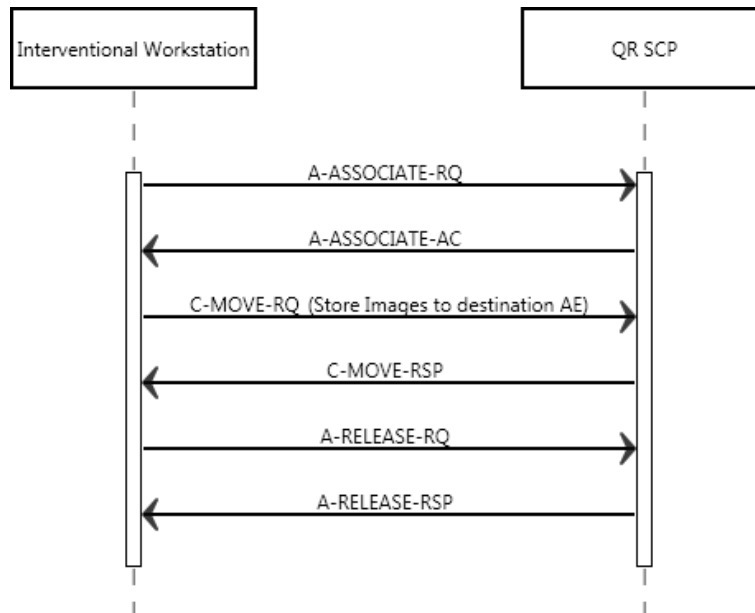 Interventional Workstation
QR SCP
A-ASSOCIATE-RQ
A-ASSOCIATE-AC
C-MOVE-RQ (Store Images to destination AE)
C-MOVE-RSP
A-RELEASE-RQ
A-RELEASE-RSP